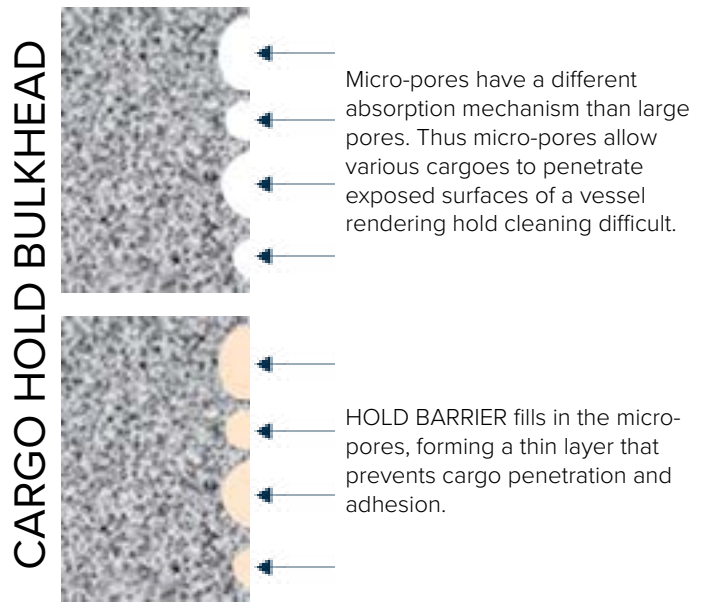 CARGO HOLD BULKHEAD
Micro-pores have a different
absorption mechanism than large
pores. Thus micro-pores allow
various cargoes to penetrate
exposed surfaces of a vessel
rendering hold cleaning difficult.
HOLD BARRIER fills in the micro-
pores, forming a thin layer that
prevents cargo penetration and
adhesion.